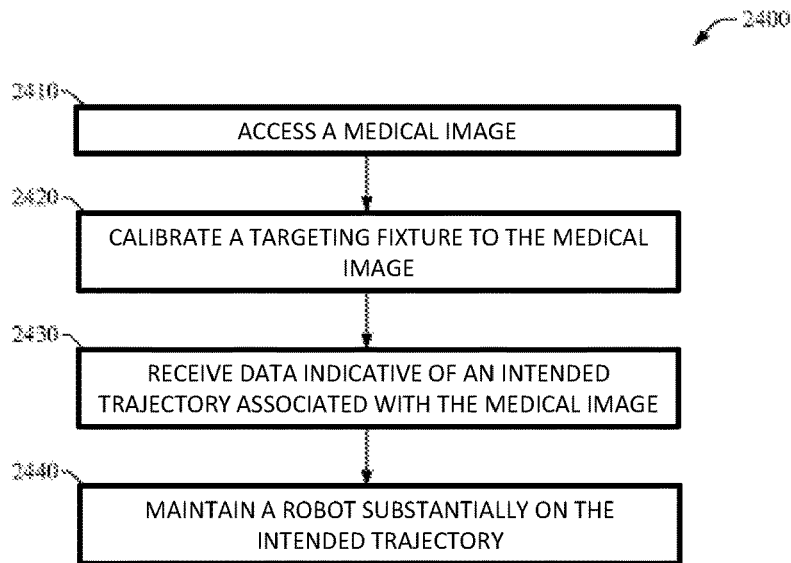 2400
2410
ACCESS A MEDICAL IMAGE
2420
CALIBRATE A TARGETING FIXTURE TO THE MEDICAL
IMAGE
2430
RECEIVE DATA INDICATIVE OF AN INTENDED
TRAJECTORY ASSOCIATED WITH THE MEDICAL IMAGE
2440
MAINTAIN A ROBOT SUBSTANTIALLY ON THE
INTENDED TRAJECTORY